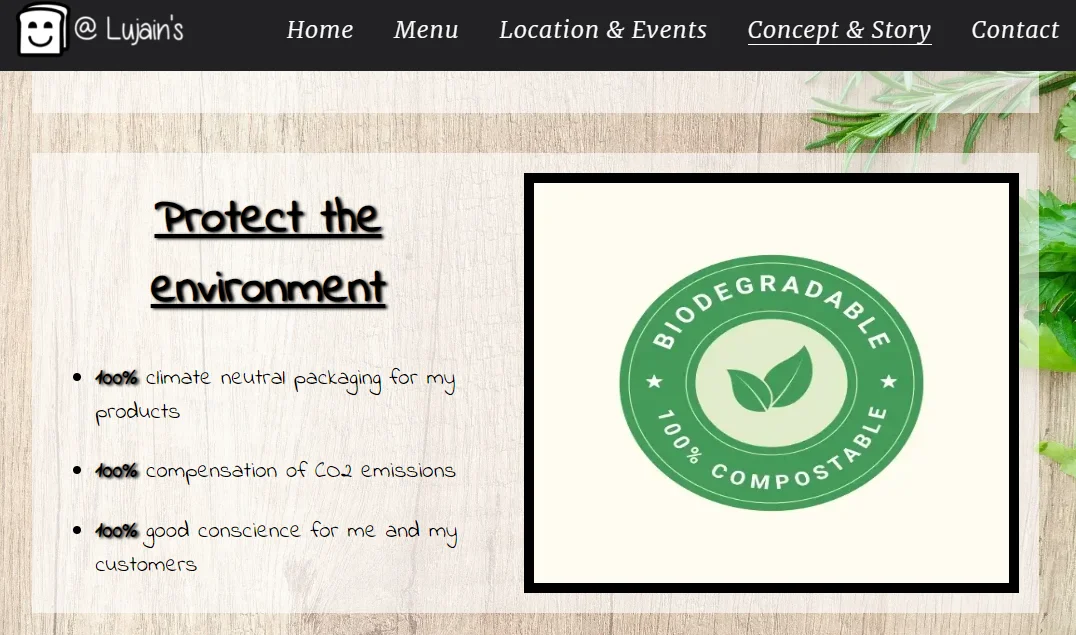 @ Lujain's
Home Menu Location & Events Concept & Story Contact
Protect the
environment
100% climate neutral packaging for my
products
100% compensation of CO2 emissions
100% good conscience for me and my
customers
BIODEGRADABLE
100% COMPOSTABLE